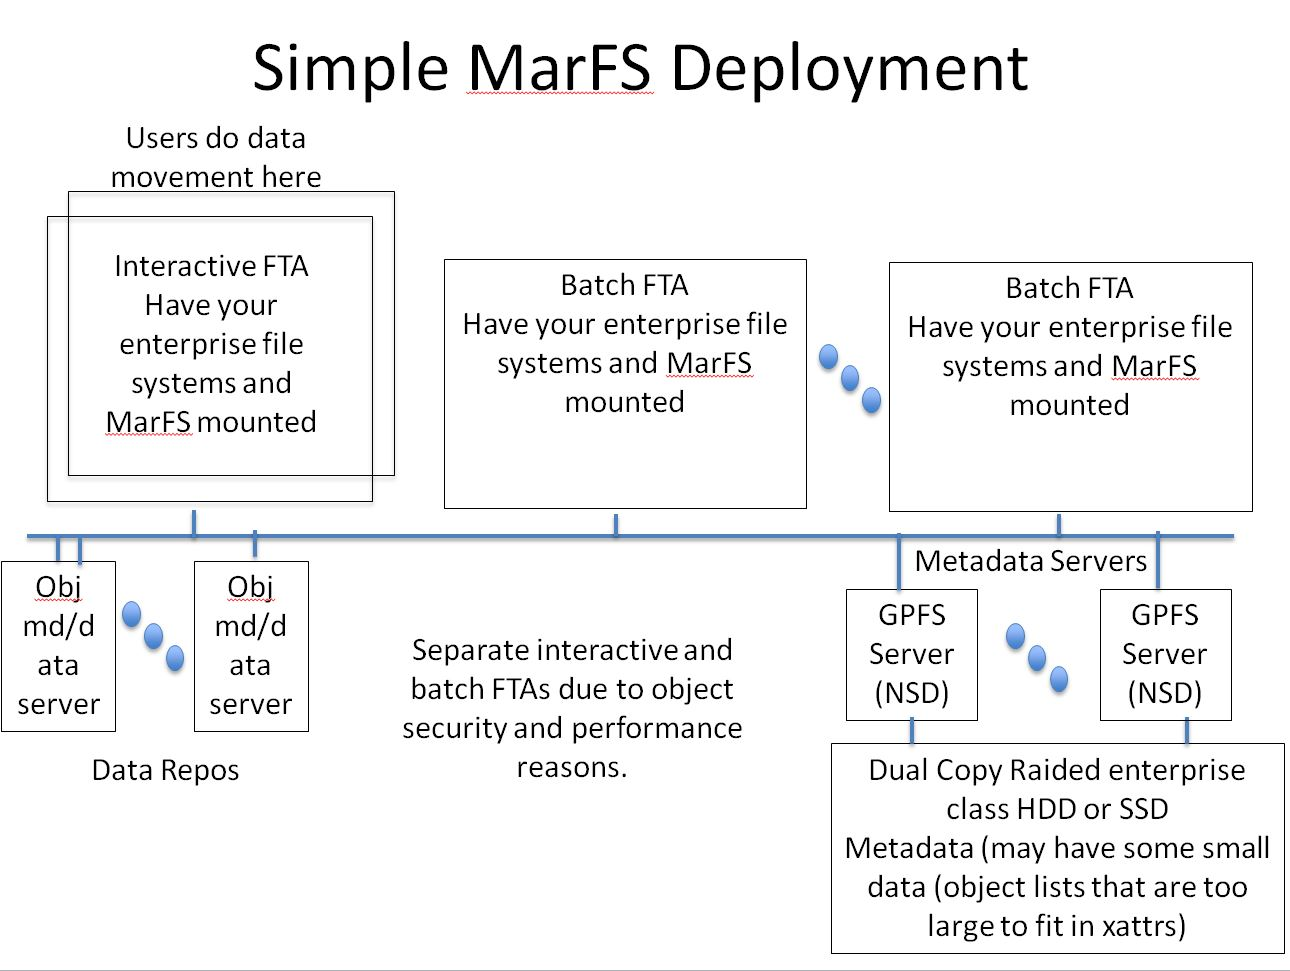 Simple MarFS Deployment
Users do data
movement here
Interactive FTA
Have your
enterprise file
systems and
MarFS mounted
Batch FTA
Have your enterprise file
systems and MarFS
mounted
Batch FTA
Have your enterprise file
systems and MarFS
mounted
Obj
md/d
ata
server
Obj
md/d
ata
server
Data Repos
Separate interactive and
batch FTAs due to object
security and performance
reasons.
Metadata Servers
GPFS
Server
(NSD)
GPFS
Server
(NSD)
Dual Copy Raided enterprise
class HDD or SSD
Metadata (may have some small
data (object lists that are too
large to fit in xattrs)